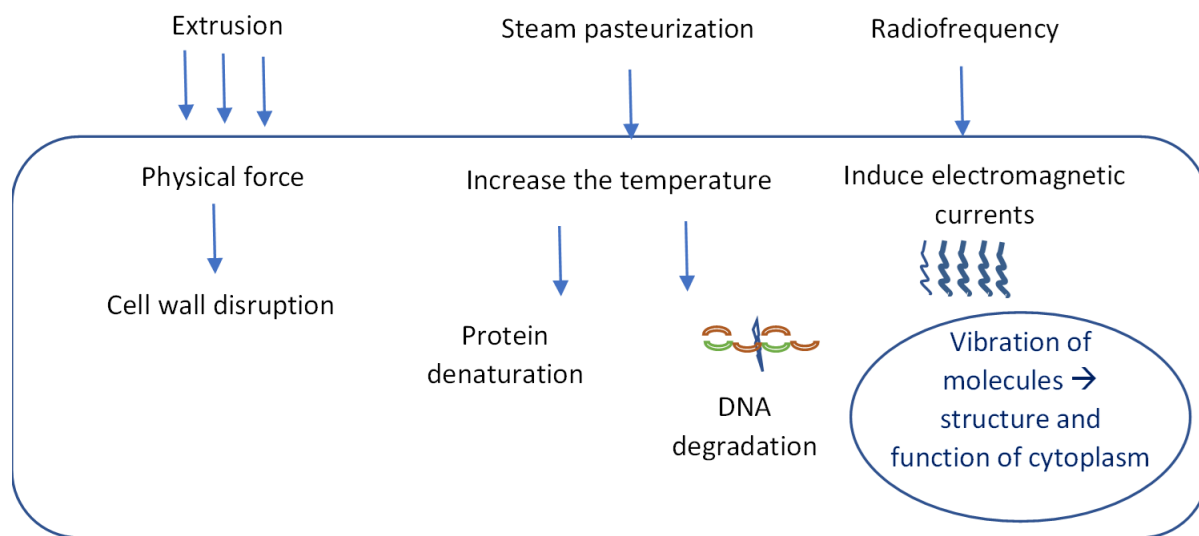 Extrusion
Steam pasteurization
Radiofrequency
Physical force
Increase the temperature
Induce electromagnetic
currents
Cell wall disruption
Protein
denaturation
DNA
degradation
Vibration of
molecules →
structure and
function of cytoplasm